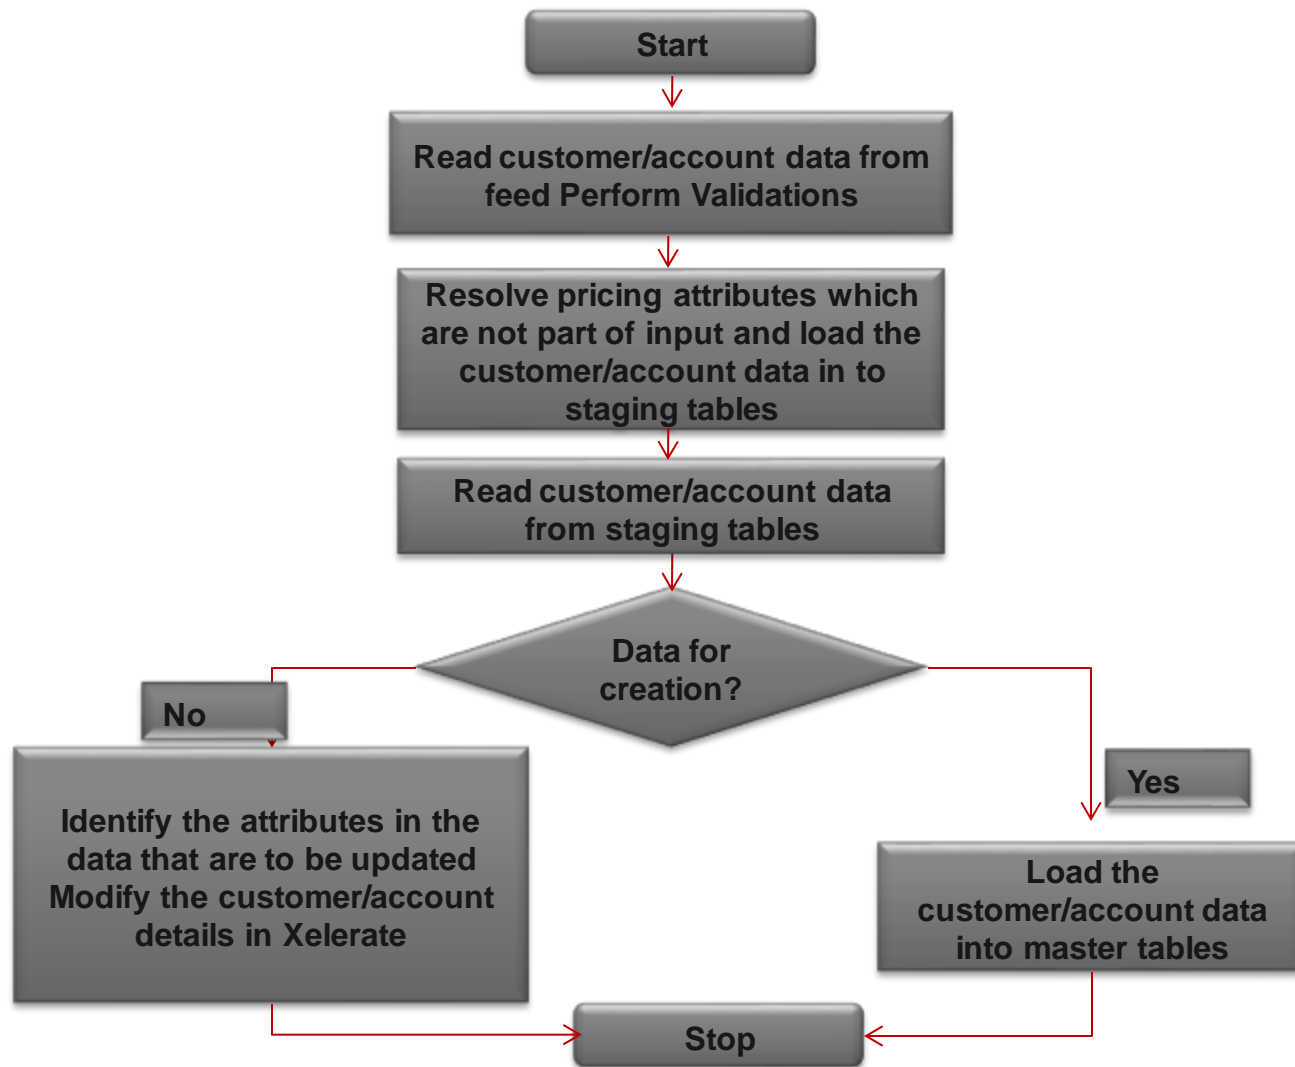 Start
Read customer/account data from
feed Perform Validations
Resolve pricing attributes which
are not part of input and load the
customer/account data in to
staging tables
Read customer/account data
from staging tables
Data for
creation?
No
Yes
Identify the attributes in the
data that are to be updated
Modify the customer/account
details in Xelerate
Load the
customer/account data
into master tables
Stop